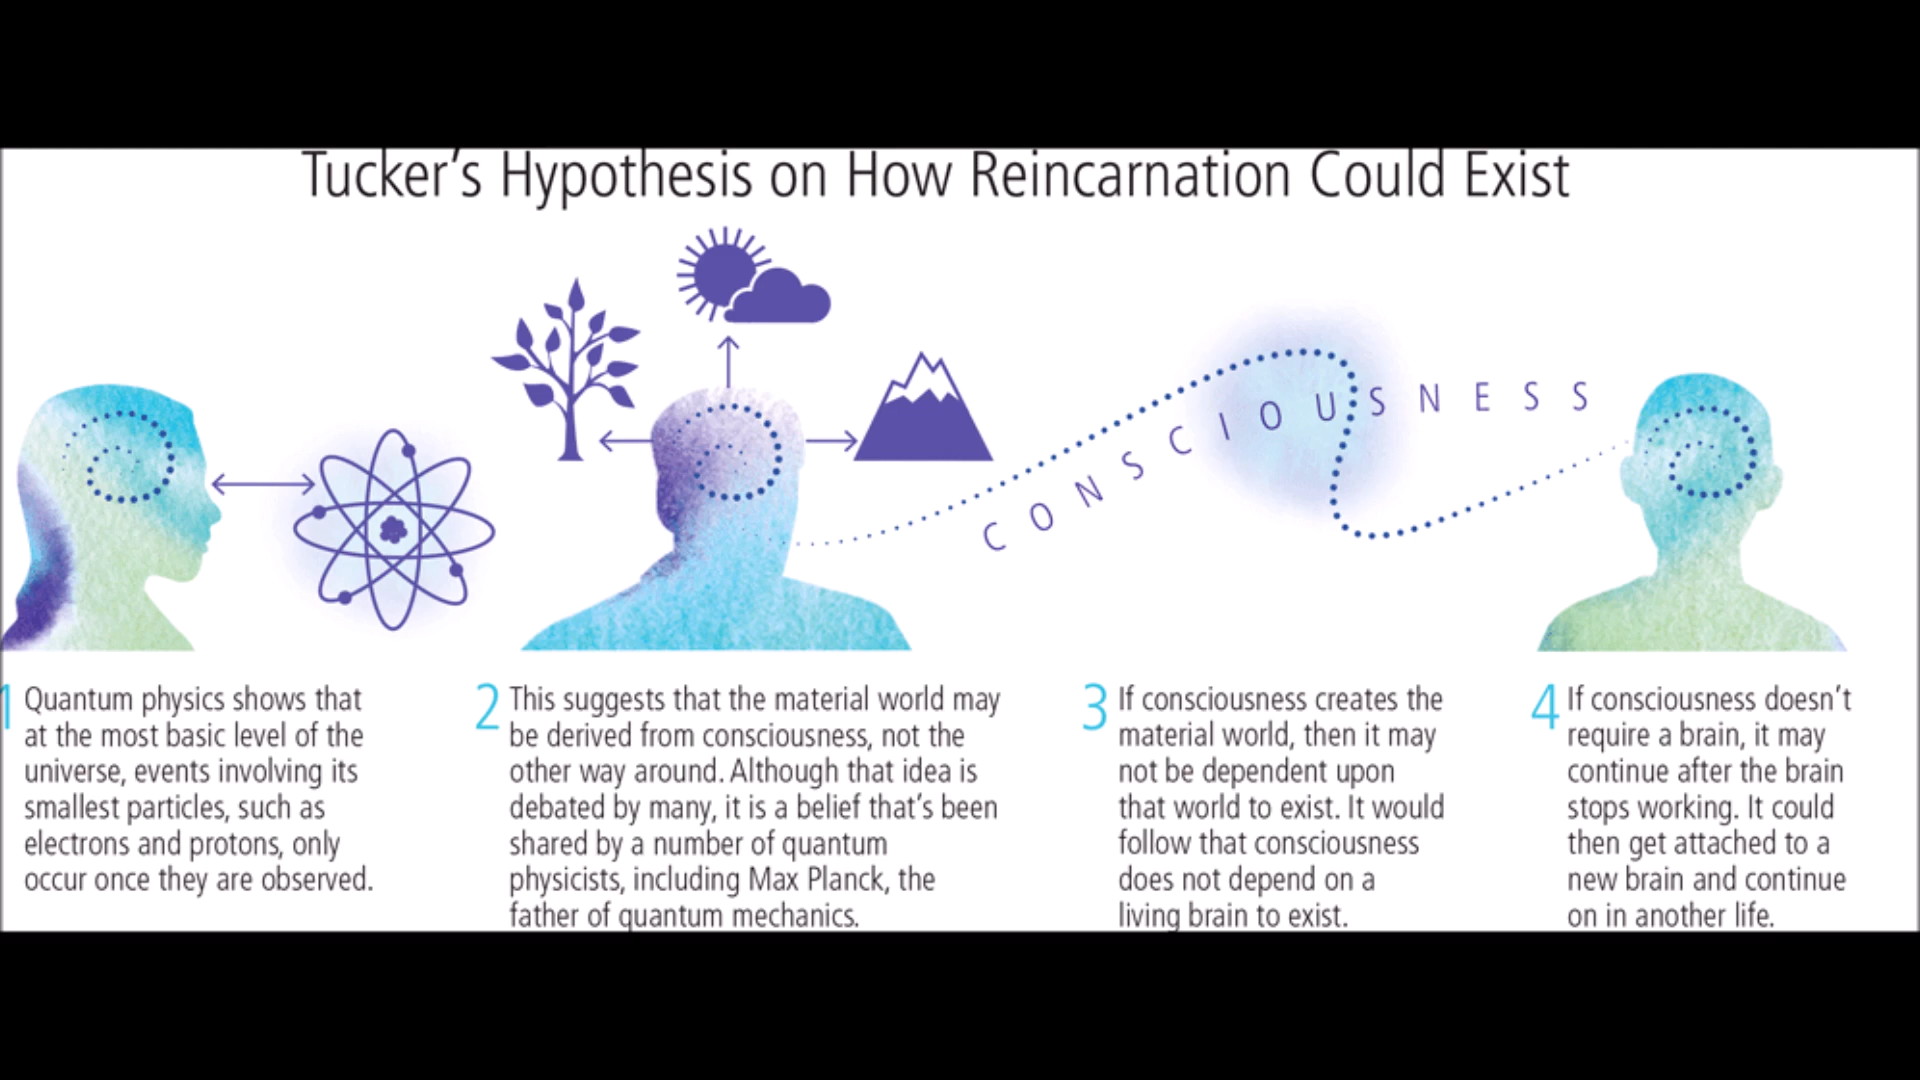 Tucker's Hypothesis on How Reincarnation Could Exist
CONSCIOUSNESS
1 Quantum physics shows that
at the most basic level of the
universe, events involving its
smallest particles, such as
electrons and protons, only
occur once they are observed.
2 This suggests that the material world may
be derived from consciousness, not the
other way around. Although that idea is
debated by many, it is a belief that's been
shared by a number of quantum
physicists, including Max Planck, the
father of quantum mechanics.
3 If consciousness creates the
material world, then it may
not be dependent upon
that world to exist. It would
follow that consciousness
does not depend on a
living brain to exist.
4 If consciousness doesn't
require a brain, it may
continue after the brain
stops working. It could
then get attached to a
new brain and continue
on in another life.